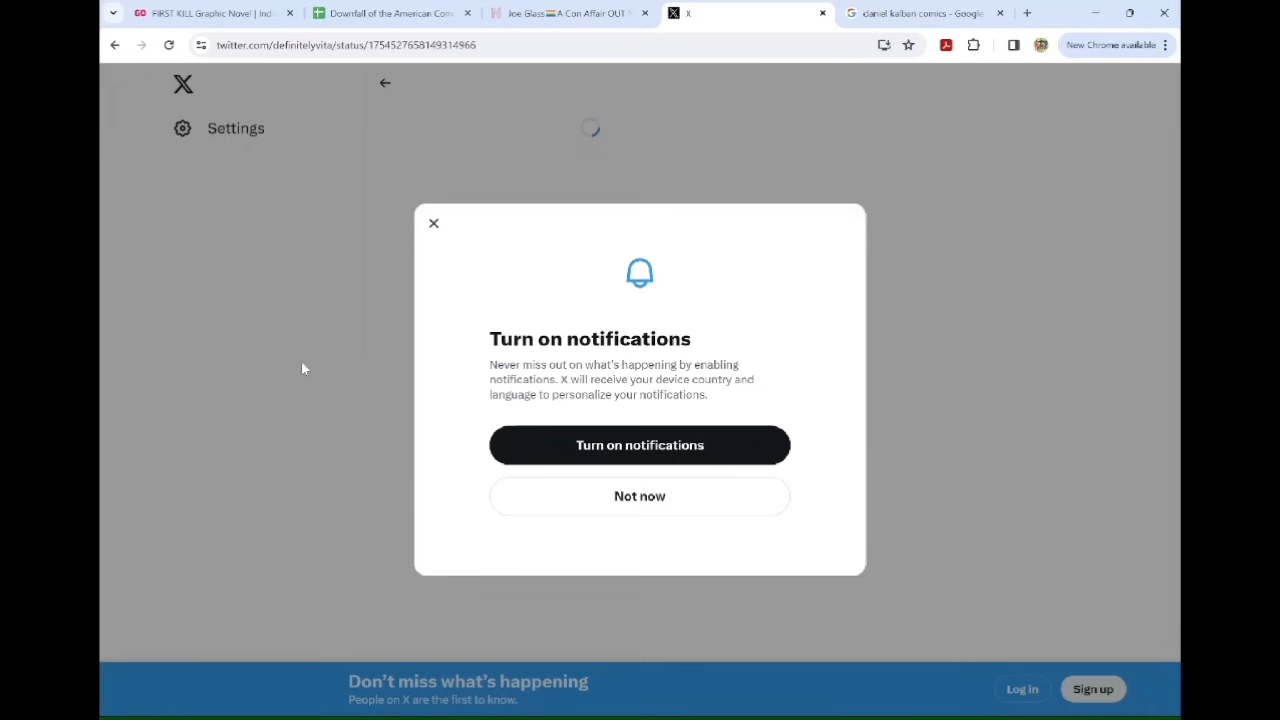 FIRST KILL Graphic Novel | Indi
Downfall of the American Com
Joe Glass A Con Affair OUT
X
daniel kalben comics - Google
twitter.com/definitelyvita/status/1754527658149314966
New Chrome available
Settings
Turn on notifications
Never miss out on what's happening by enabling
notifications. X will receive your device country and
language to personalize your notifications.
Turn on notifications
Not now
Don't miss what's happening
People on X are the first to know.
Log in
Sign up